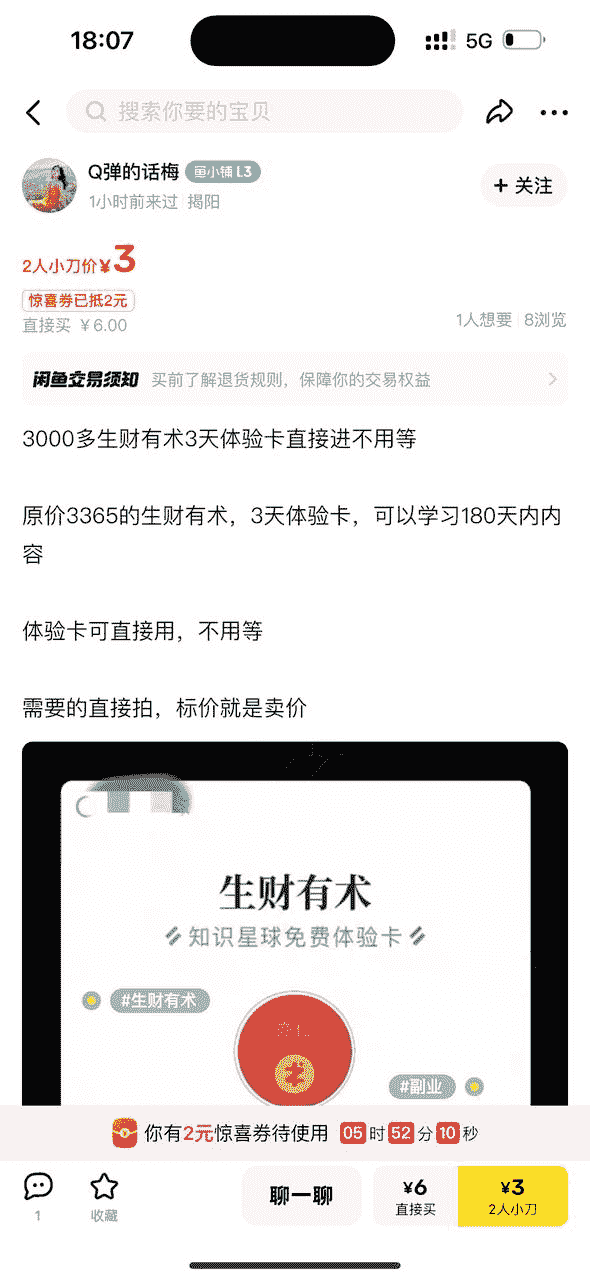 18:07
5G
搜索你要的宝贝
Q弹的话梅
鱼小铺 L3
+ 关注
1小时前来过 揭阳
2人小刀价¥3
惊喜券已抵2元
直接买 ¥6.00
1人想要 8浏览
闲鱼交易须知 买前了解退货规则，保障你的交易权益
3000多生财有术3天体验卡直接进不用等
原价3365的生财有术，3天体验卡，可以学习180天内内
容
体验卡可直接用，不用等
需要的直接拍，标价就是卖价
生财有术
知识星球免费体验卡
#生财有术
#副业
你有2元惊喜券待使用 05时52分10秒
1
收藏
聊一聊
¥6
直接买
¥3
2人小刀